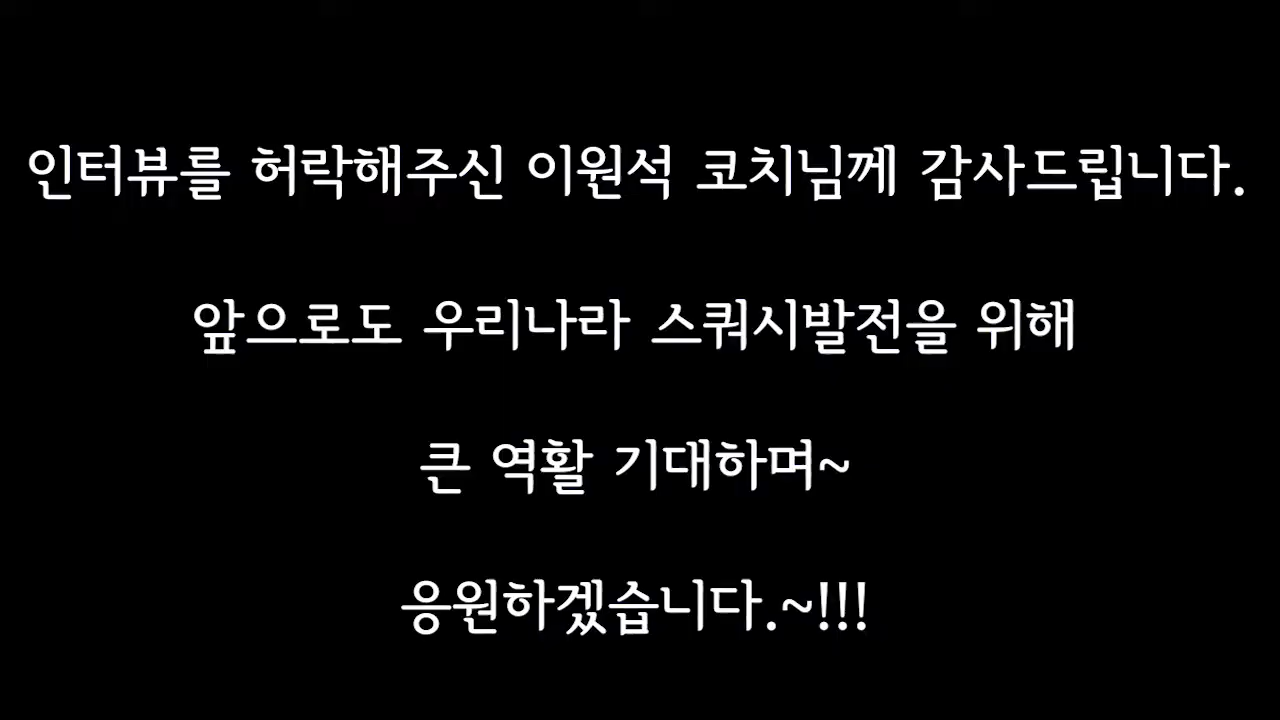 인터뷰를 허락해주신 이원석 코치님께 감사드립니다.
앞으로도 우리나라 스쿼시발전을 위해
큰 역활 기대하며~
응원하겠습니다.~!!!